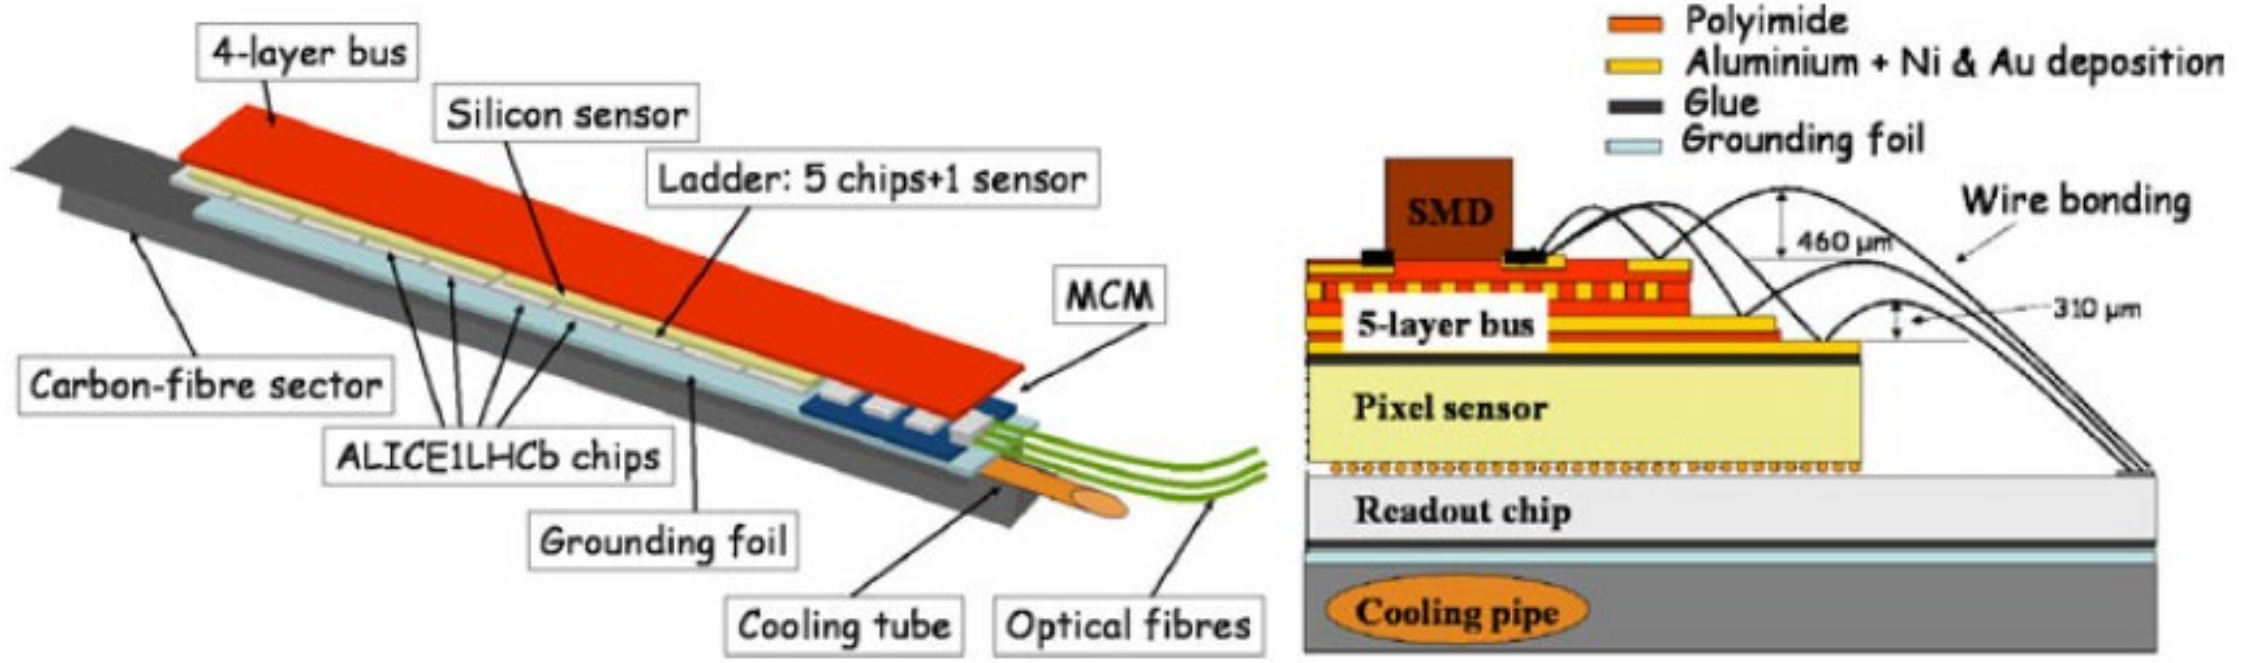 4-layer bus
Silicon sensor
Ladder: 5 chips+1 sensor
MCM
Carbon-fibre sector
ALICE1LHCb chips
Grounding foil
Cooling tube
Optical fibres
Polyimide
Aluminium + Ni & Au deposition
Glue
Grounding foil
SMD
Wire bonding
460 µm
310 µm
5-layer bus
Pixel sensor
Readout chip
Cooling pipe